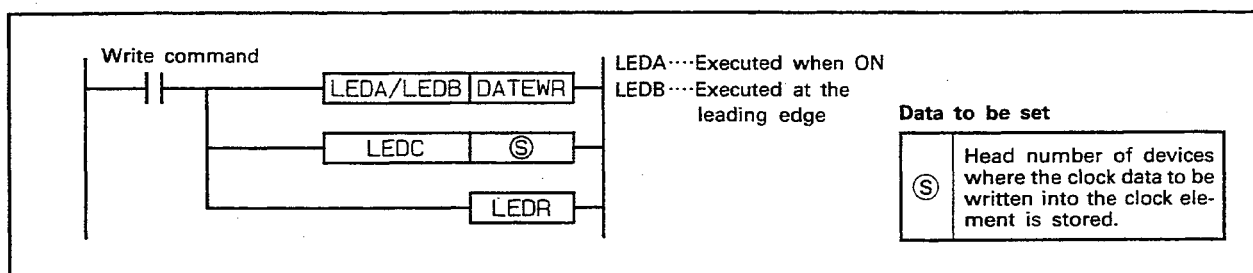 Write command
LEDA/LEDB DATEWR
LEDC Ⓢ
LEDR
LEDA····Executed when ON
LEDB····Executed at the
leading edge
Data to be set
Ⓢ
Head number of devices
where the clock data to be
written into the clock ele-
ment is stored.